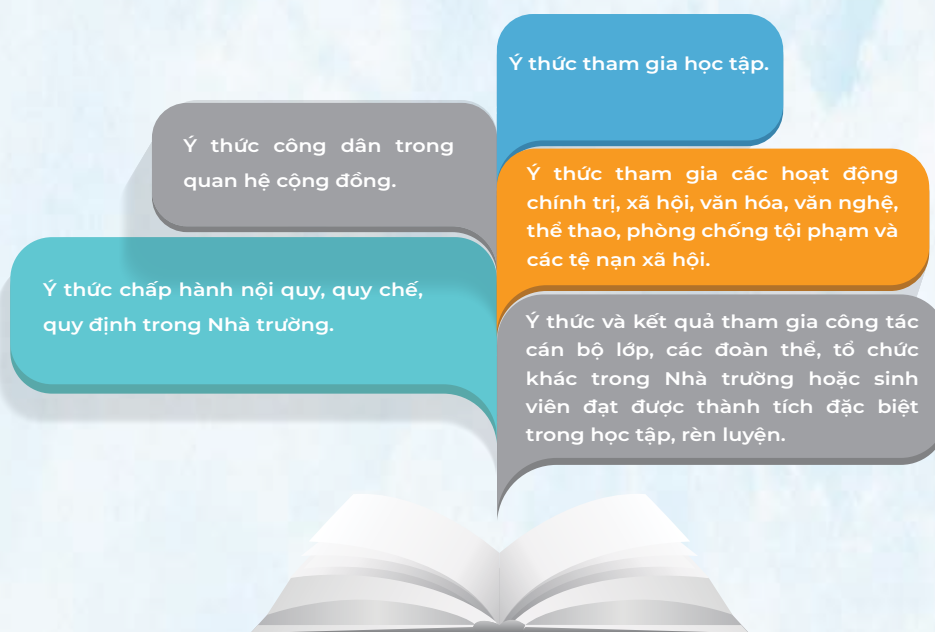 Ý thức tham gia học tập.
Ý thức công dân trong
quan hệ cộng đồng.
Ý thức tham gia các hoạt động
chính trị, xã hội, văn hóa, văn nghệ,
thể thao, phòng chống tội phạm và
các tệ nạn xã hội.
Ý thức chấp hành nội quy, quy chế,
quy định trong Nhà trường.
Ý thức và kết quả tham gia công tác
cán bộ lớp, các đoàn thể, tổ chức
khác trong Nhà trường hoặc sinh
viên đạt được thành tích đặc biệt
trong học tập, rèn luyện.